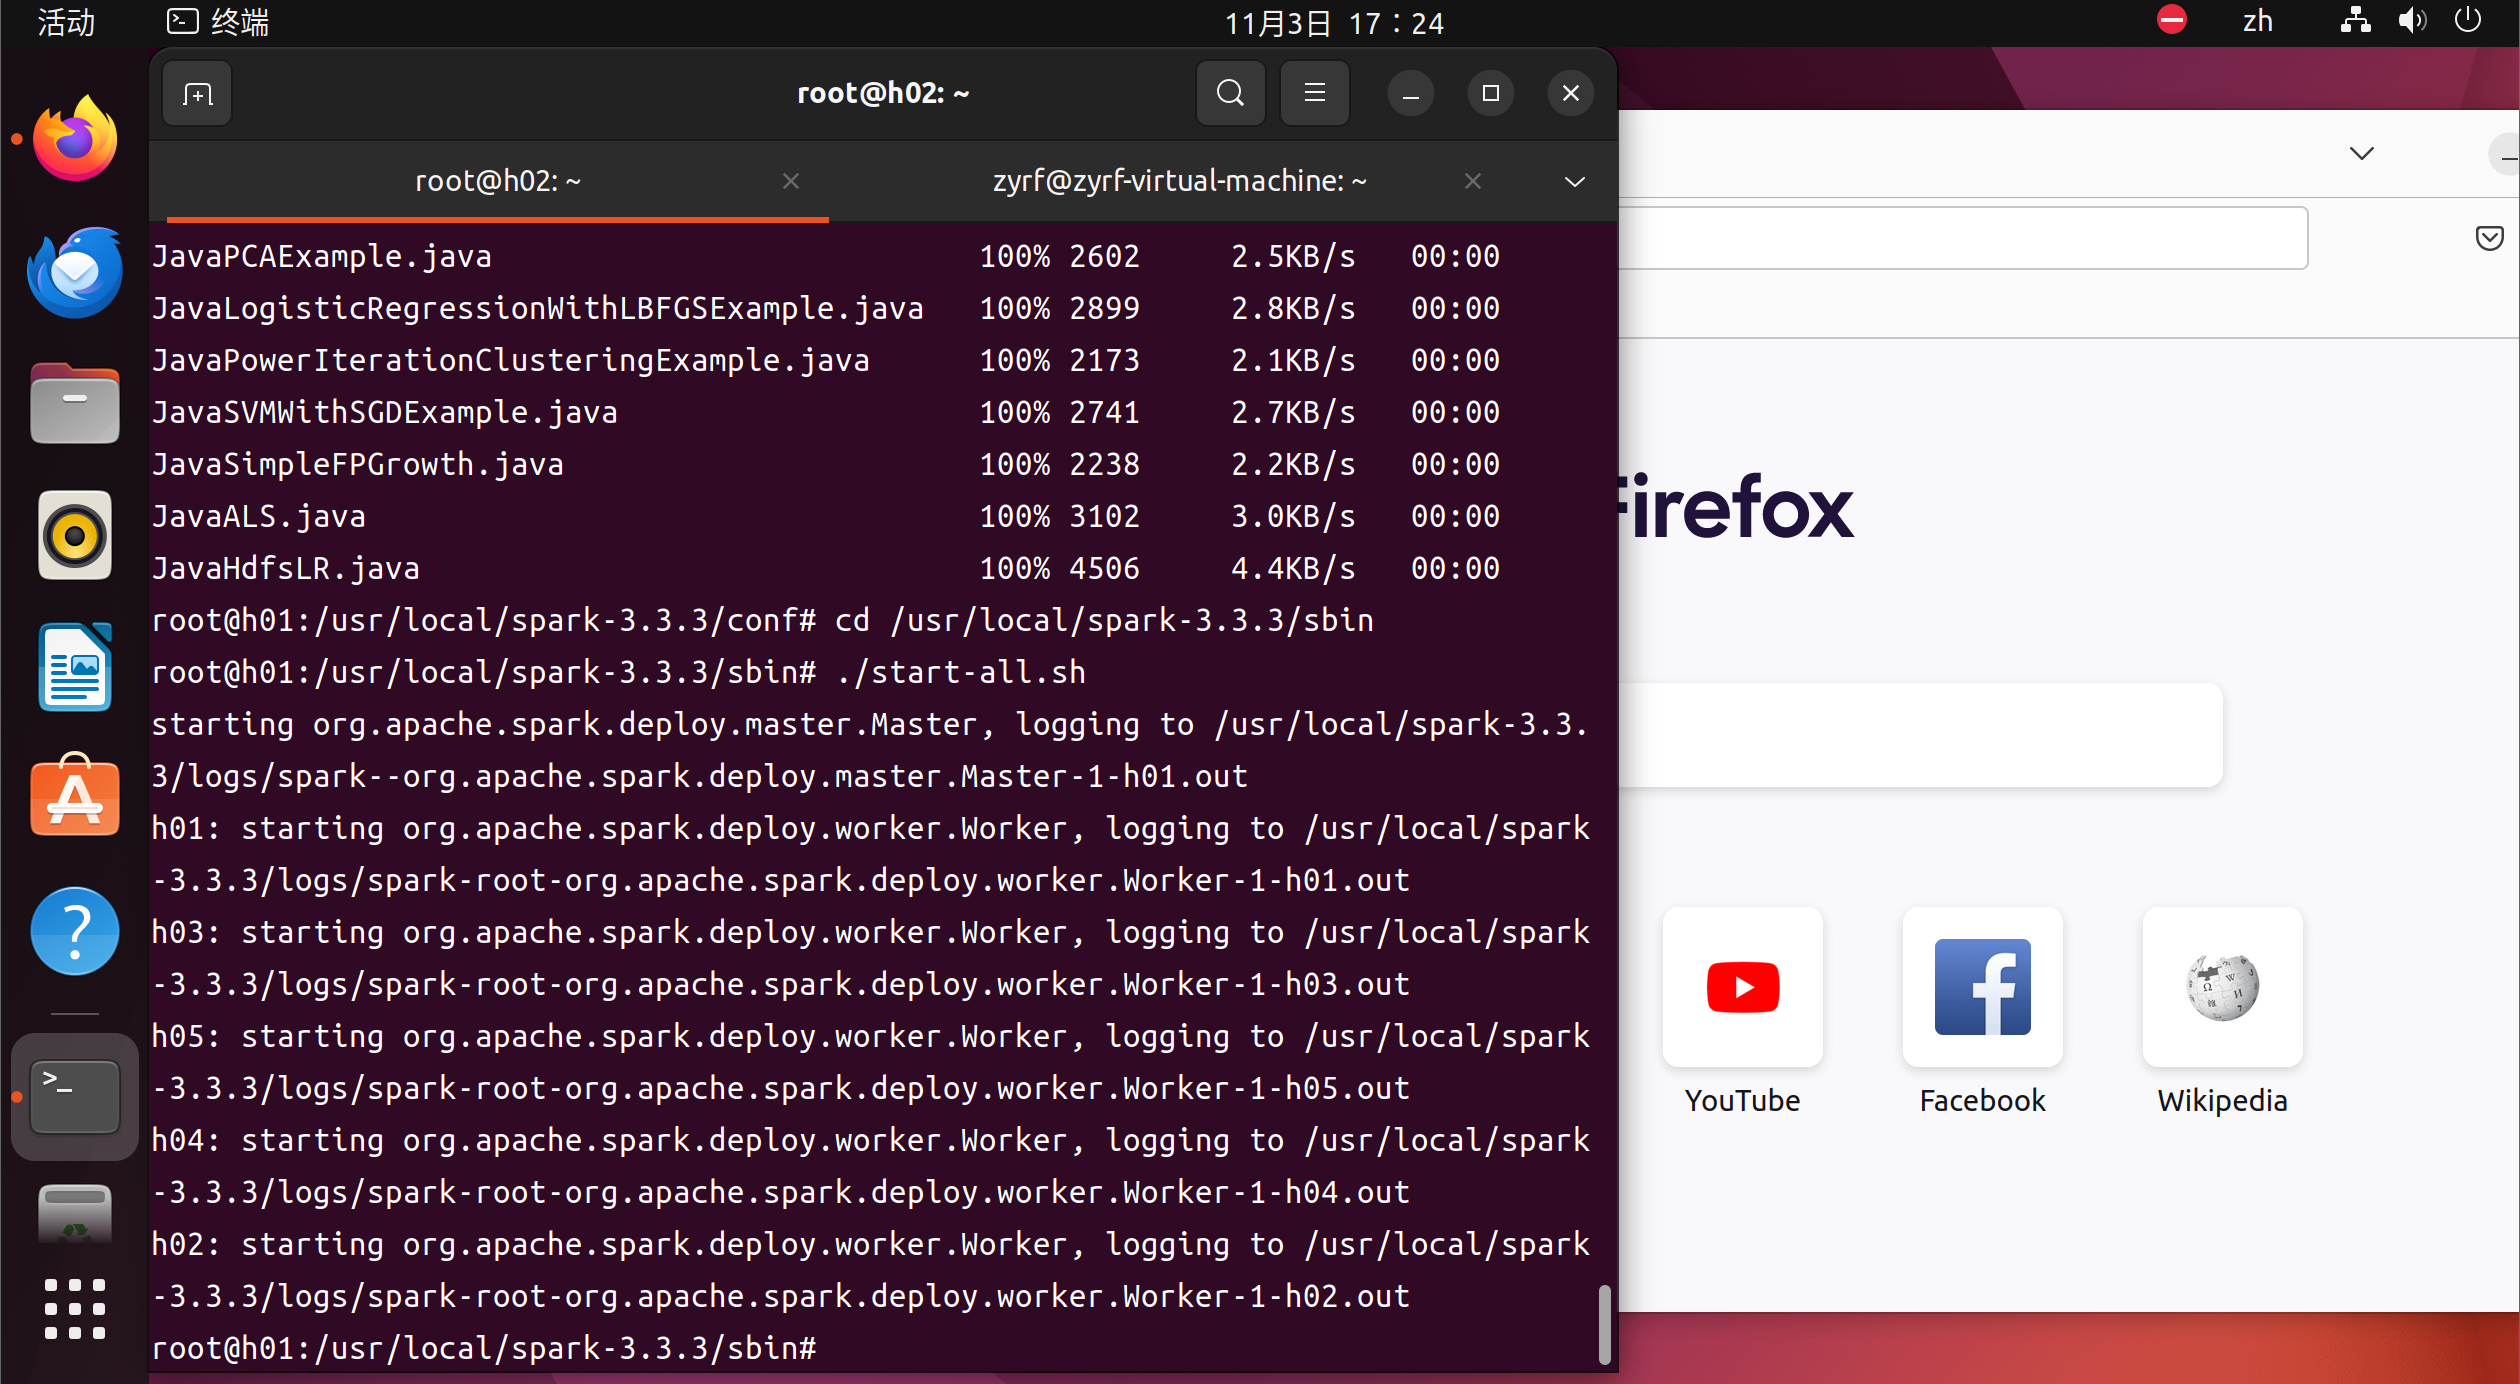 活动
终端
11月3日 17：24
zh
root@h02: ~
root@h02: ~
zyrf@zyrf-virtual-machine: ~
JavaPCAExample.java 100% 2602 2.5KB/s 00:00
JavaLogisticRegressionWithLBFGSExample.java 100% 2899 2.8KB/s 00:00
JavaPowerIterationClusteringExample.java 100% 2173 2.1KB/s 00:00
JavaSVMWithSGDExample.java 100% 2741 2.7KB/s 00:00
JavaSimpleFPGrowth.java 100% 2238 2.2KB/s 00:00
JavaALS.java 100% 3102 3.0KB/s 00:00
JavaHdfsLR.java 100% 4506 4.4KB/s 00:00
root@h01:/usr/local/spark-3.3.3/conf# cd /usr/local/spark-3.3.3/sbin
root@h01:/usr/local/spark-3.3.3/sbin# ./start-all.sh
starting org.apache.spark.deploy.master.Master, logging to /usr/local/spark-3.3.
3/logs/spark--org.apache.spark.deploy.master.Master-1-h01.out
h01: starting org.apache.spark.deploy.worker.Worker, logging to /usr/local/spark
-3.3.3/logs/spark-root-org.apache.spark.deploy.worker.Worker-1-h01.out
h03: starting org.apache.spark.deploy.worker.Worker, logging to /usr/local/spark
-3.3.3/logs/spark-root-org.apache.spark.deploy.worker.Worker-1-h03.out
h05: starting org.apache.spark.deploy.worker.Worker, logging to /usr/local/spark
-3.3.3/logs/spark-root-org.apache.spark.deploy.worker.Worker-1-h05.out
h04: starting org.apache.spark.deploy.worker.Worker, logging to /usr/local/spark
-3.3.3/logs/spark-root-org.apache.spark.deploy.worker.Worker-1-h04.out
h02: starting org.apache.spark.deploy.worker.Worker, logging to /usr/local/spark
-3.3.3/logs/spark-root-org.apache.spark.deploy.worker.Worker-1-h02.out
root@h01:/usr/local/spark-3.3.3/sbin#
Firefox
YouTube
Facebook
Wikipedia